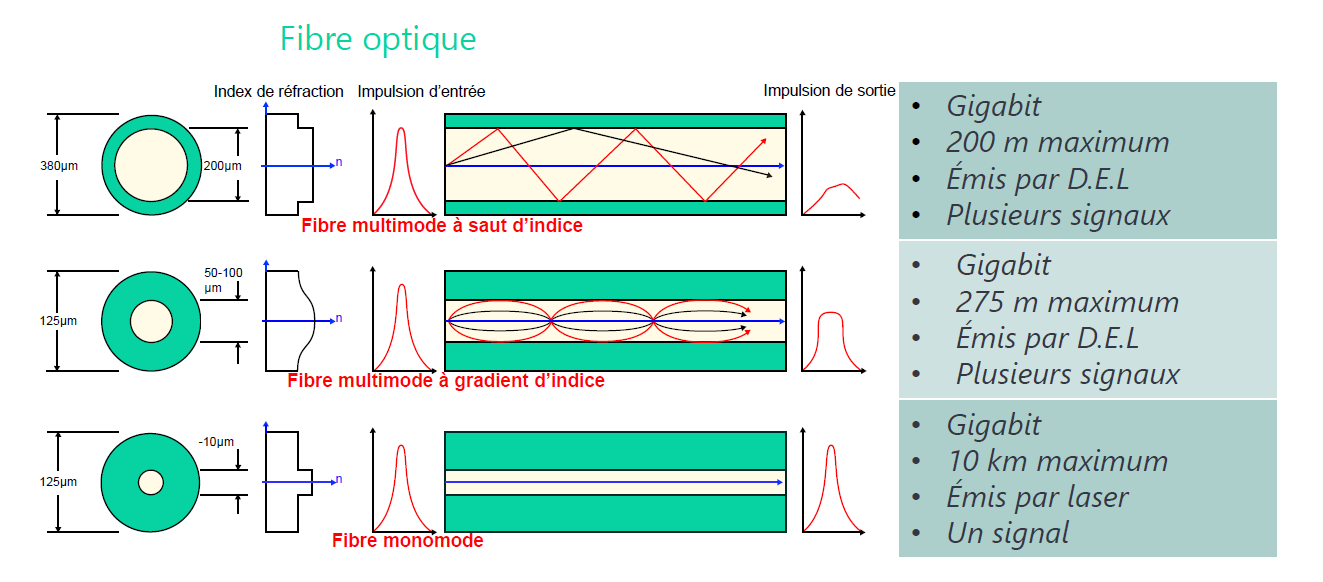 Fibre optique
Index de réfraction
Impulsion d'entrée
Impulsion de sortie
380µm
200µm
n
Fibre multimode à saut d'indice
• Gigabit
• 200 m maximum
• Émis par D.E.L
• Plusieurs signaux
50-100
µm
125µm
n
Fibre multimode à gradient d'indice
• Gigabit
• 275 m maximum
• Émis par D.E.L
• Plusieurs signaux
-10µm
125µm
n
Fibre monomode
• Gigabit
• 10 km maximum
• Émis par laser
• Un signal